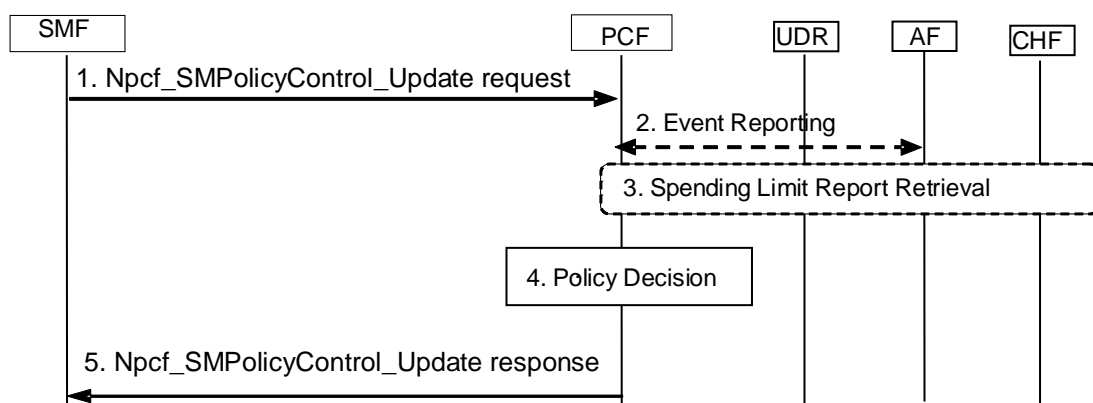 SMF
PCF
UDR
AF
CHF
1. Npcf_SMPolicyControl_Update request
2. Event Reporting
3. Spending Limit Report Retrieval
4. Policy Decision
5. Npcf_SMPolicyControl_Update response